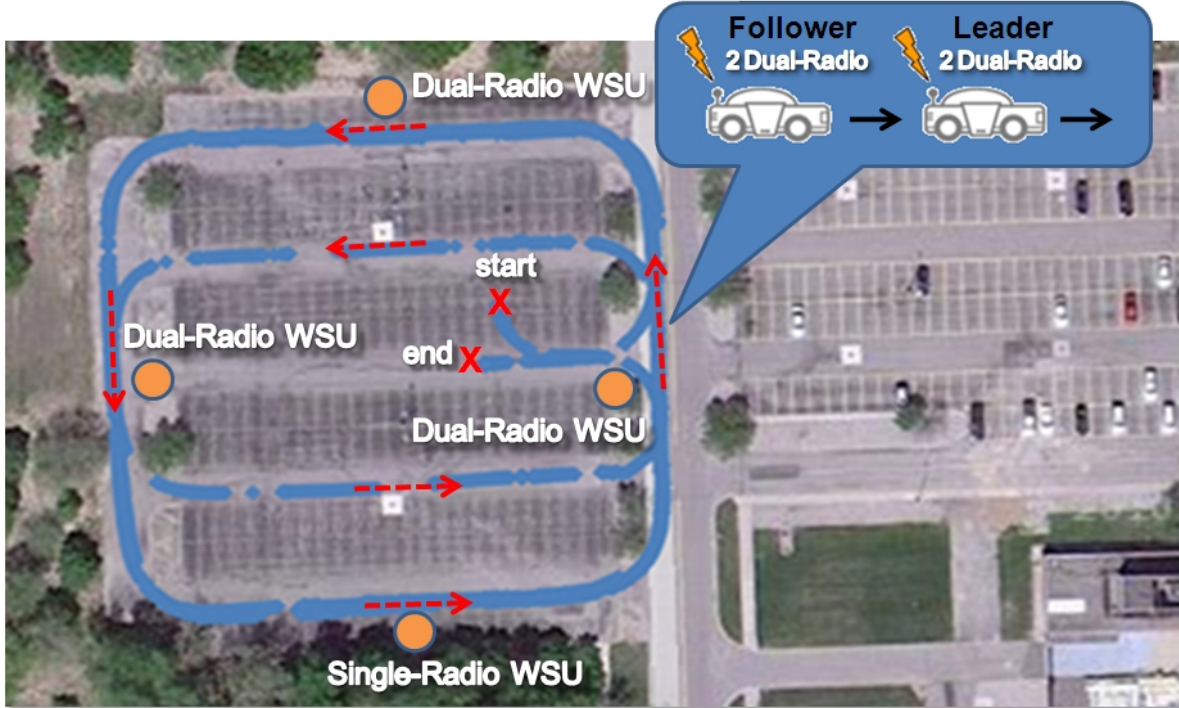 Follower
Leader
2 Dual-Radio
2 Dual-Radio
Dual-Radio WSU
start
X
Dual-Radio WSU
end X
Dual-Radio WSU
Single-Radio WSU